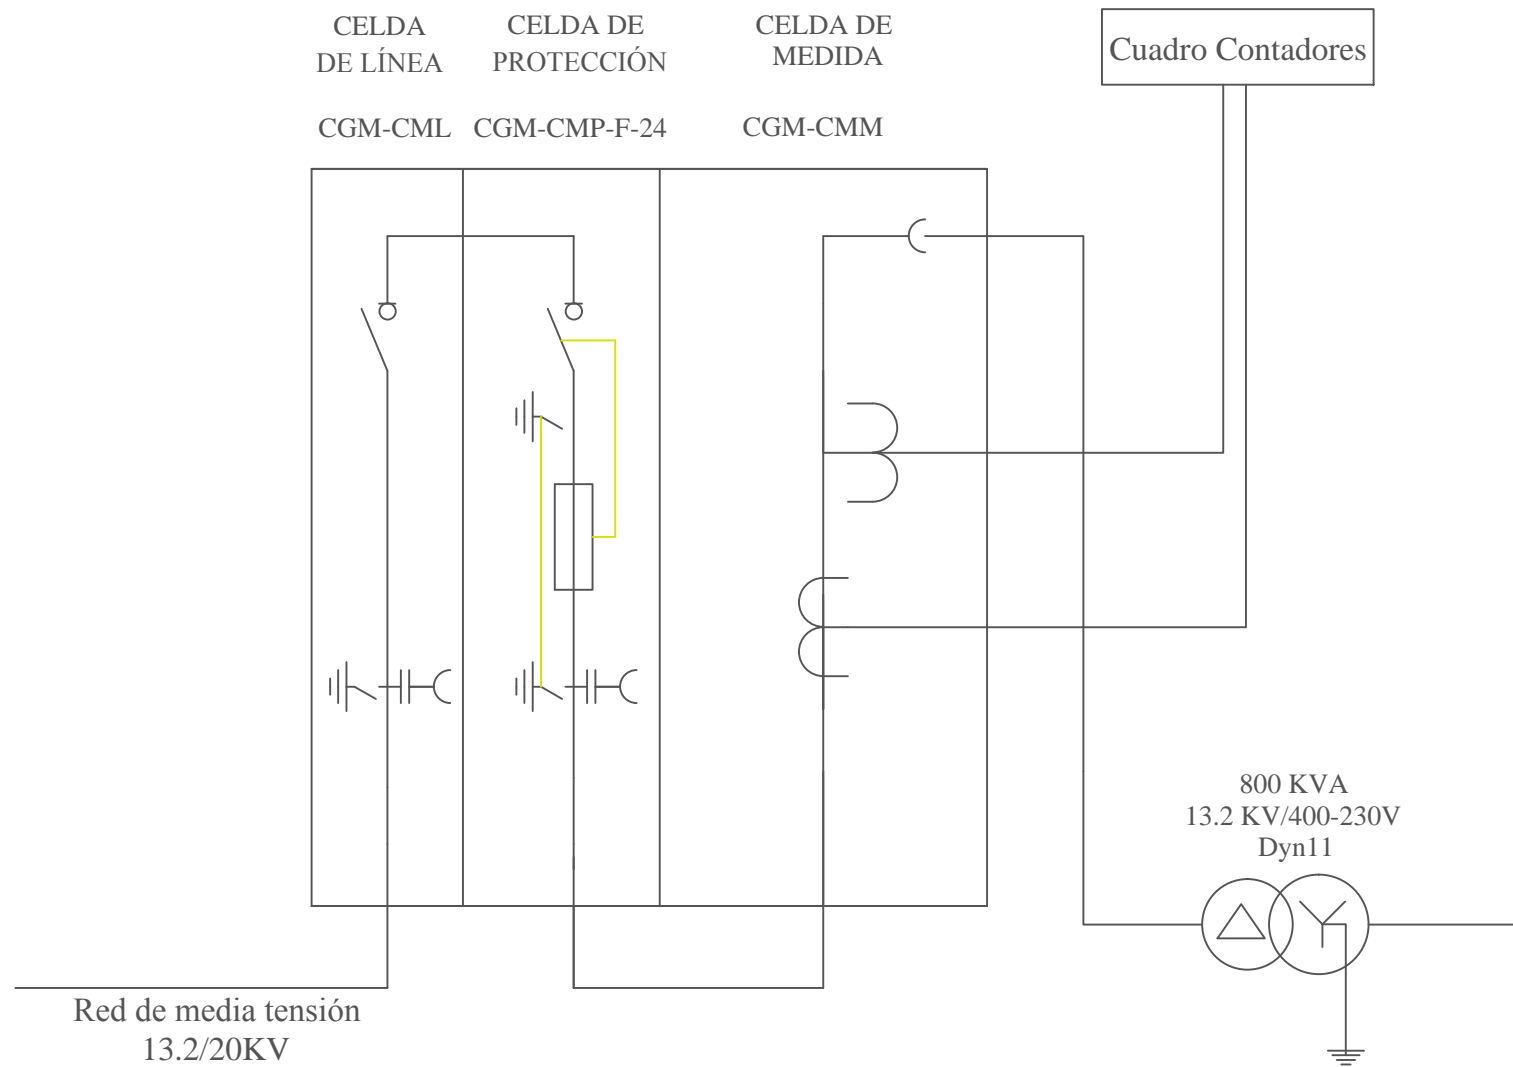 CELDA
DE LÍNEA
CGM-CML
CELDA DE
PROTECCIÓN
CGM-CMP-F-24
CELDA DE
MEDIDA
CGM-CMM
Cuadro Contadores
800 KVA
13.2 KV/400-230V
Dyn11
Red de media tensión
13.2/20KV